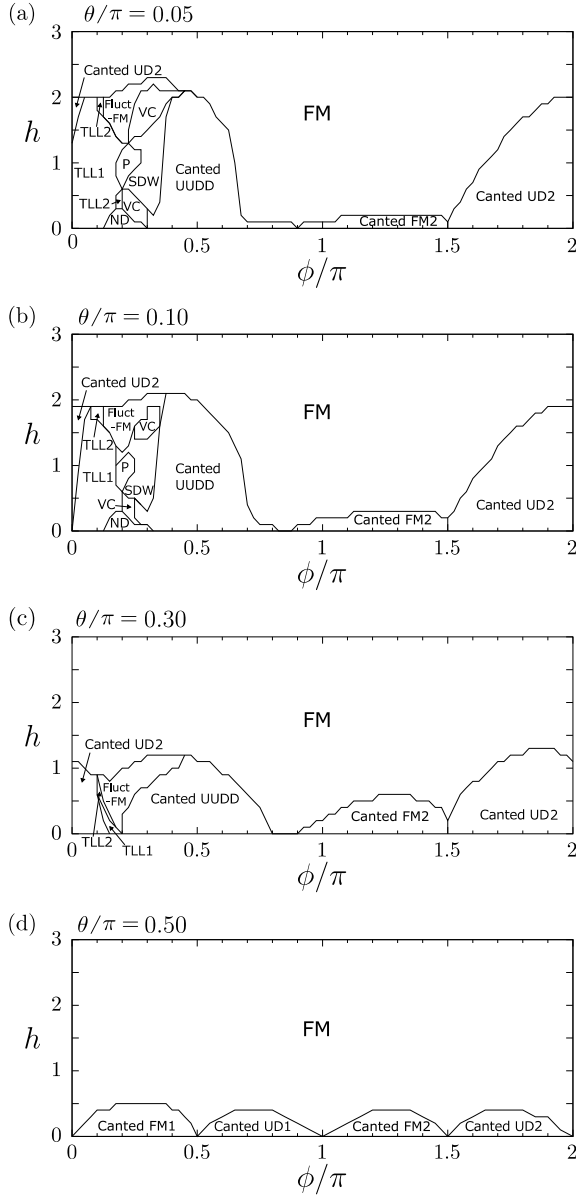 (a) θ/π = 0.05
3
Canted UD2
2
Fluct
-FM
VC
FM
TLL2
h
TLL1
P
Canted
UUDD
1
SDW
Canted UD2
TLL2
VC
ND
Canted FM2
0
0 0.5 1 1.5 2
ϕ/π
(b) θ/π = 0.10
3
Canted UD2
2
Fluct
-FM
VC
FM
TLL2
h
TLL1
P
Canted
UUDD
1
SDW
Canted UD2
VC
ND
Canted FM2
0
0 0.5 1 1.5 2
ϕ/π
(c) θ/π = 0.30
3
2
FM
h
Canted UD2
1
Fluct
-FM
Canted UUDD
Canted FM2
Canted UD2
0
TLL2
TLL1
0 0.5 1 1.5 2
ϕ/π
(d) θ/π = 0.50
3
2
FM
h
1
Canted FM1 Canted UD1 Canted FM2 Canted UD2
0
0 0.5 1 1.5 2
ϕ/π